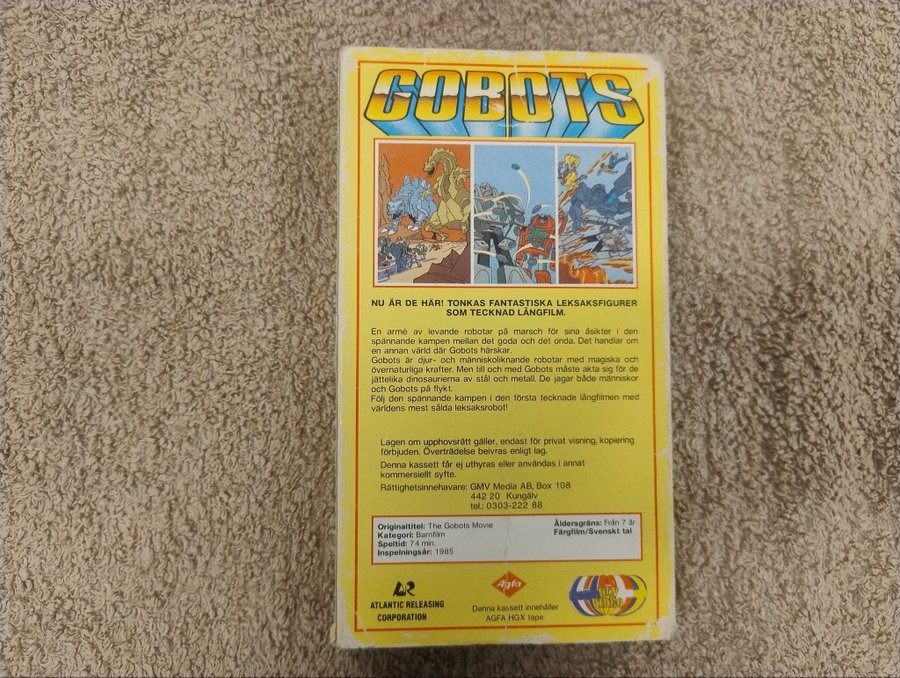 GOBOTS
NU ÄR DE HÄR! TONKAS FANTASTISKA LEKSAKSFIGURER
SOM TECKNAD LÅNGFILM.
En armé av levande robotar på marsch för sina åsikter i den
spännande kampen mellan det goda och det onda. Det handlar om
en annan värld där Gobots härskar.
Gobots är djur- och människoliknande robotar med magiska och
övernaturliga krafter. Men till och med Gobots måste akta sig för de
jättelika dinosaurierna av stål och metall. De jagar både människor
och Gobots på flykt.
Följ den spännande kampen i den första tecknade långfilmen med
världens mest sålda leksaksrobot!
Lagen om upphovsrätt gäller, endast för privat visning, kopiering
förbjuden. Överträdelse beivras enligt lag.
Denna kassett får ej uthyras eller användas i annat
kommersiellt syfte.
Rättighetsinnehavare: GMV Media AB, Box 108
442 20 Kungälv
tel.: 0303-222 88
Originaltitel: The Gobots Movie
Kategori: Barnfilm
Speltid: 74 min.
Inspelningsår: 1985
Åldersgräns: Från 7 år
Färgfilm/Svenskt tal
ATLANTIC RELEASING
CORPORATION
Agfa
Denna kassett innehåller
AGFA HGX tape
VIDEO